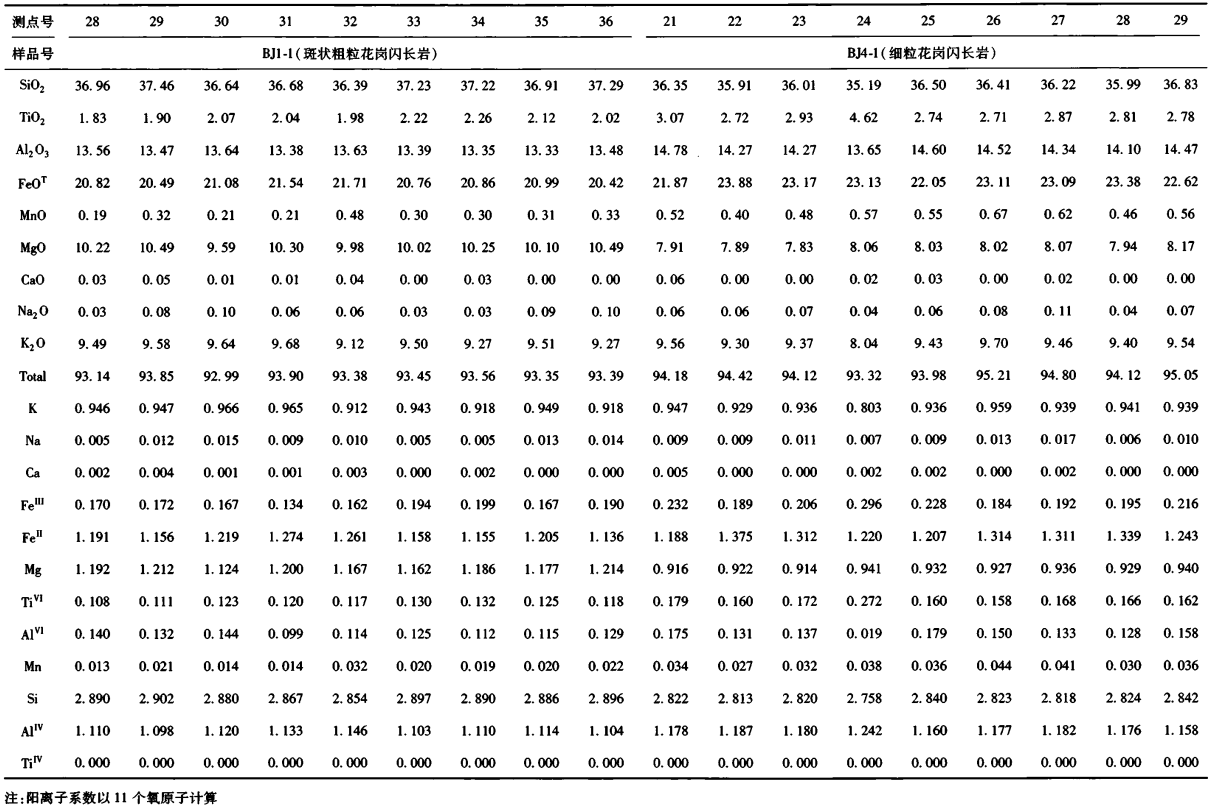 测点号 28 29 30 31 32 33 34 35 36 21 22 23 24 25 26 27 28 29
样品号 BJ1-1(斑状粗粒花岗闪长岩) BJ4-1(细粒花岗闪长岩)
SiO₂ 36.96 37.46 36.64 36.68 36.39 37.23 37.22 36.91 37.29 36.35 35.91 36.01 35.19 36.50 36.41 36.22 35.99 36.83
TiO₂ 1.83 1.90 2.07 2.04 1.98 2.22 2.26 2.12 2.02 3.07 2.72 2.93 4.62 2.74 2.71 2.87 2.81 2.78
Al₂O₃ 13.56 13.47 13.64 13.38 13.63 13.39 13.35 13.33 13.48 14.78 14.27 14.27 13.65 14.60 14.52 14.34 14.10 14.47
FeOᵀ 20.82 20.49 21.08 21.54 21.71 20.76 20.86 20.99 20.42 21.87 23.88 23.17 23.13 22.05 23.11 23.09 23.38 22.62
MnO 0.19 0.32 0.21 0.21 0.48 0.30 0.30 0.31 0.33 0.52 0.40 0.48 0.57 0.55 0.67 0.62 0.46 0.56
MgO 10.22 10.49 9.59 10.30 9.98 10.02 10.25 10.10 10.49 7.91 7.89 7.83 8.06 8.03 8.02 8.07 7.94 8.17
CaO 0.03 0.05 0.01 0.01 0.04 0.00 0.03 0.00 0.00 0.06 0.00 0.00 0.02 0.03 0.00 0.02 0.00 0.00
Na₂O 0.03 0.08 0.10 0.06 0.06 0.03 0.03 0.09 0.10 0.06 0.06 0.07 0.04 0.06 0.08 0.11 0.04 0.07
K₂O 9.49 9.58 9.64 9.68 9.12 9.50 9.27 9.51 9.27 9.56 9.30 9.37 8.04 9.43 9.70 9.46 9.40 9.54
Total 93.14 93.85 92.99 93.90 93.38 93.45 93.56 93.35 93.39 94.18 94.42 94.12 93.32 93.98 95.21 94.80 94.12 95.05
K 0.946 0.947 0.966 0.965 0.912 0.943 0.918 0.949 0.918 0.947 0.929 0.936 0.803 0.936 0.959 0.939 0.941 0.939
Na 0.005 0.012 0.015 0.009 0.010 0.005 0.005 0.013 0.014 0.009 0.009 0.011 0.007 0.009 0.013 0.017 0.006 0.010
Ca 0.002 0.004 0.001 0.001 0.003 0.000 0.002 0.000 0.000 0.005 0.000 0.000 0.002 0.002 0.000 0.002 0.000 0.000
Feᴵᴵᴵ 0.170 0.172 0.167 0.134 0.162 0.194 0.199 0.167 0.190 0.232 0.189 0.206 0.296 0.228 0.184 0.192 0.195 0.216
Feᴵᴵ 1.191 1.156 1.219 1.274 1.261 1.158 1.155 1.205 1.136 1.188 1.375 1.312 1.220 1.207 1.314 1.311 1.339 1.243
Mg 1.192 1.212 1.124 1.200 1.167 1.162 1.186 1.177 1.214 0.916 0.922 0.914 0.941 0.932 0.927 0.936 0.929 0.940
Tiⱽᴵ 0.108 0.111 0.123 0.120 0.117 0.130 0.132 0.125 0.118 0.179 0.160 0.172 0.272 0.160 0.158 0.168 0.166 0.162
Alⱽᴵ 0.140 0.132 0.144 0.099 0.114 0.125 0.112 0.115 0.129 0.175 0.131 0.137 0.019 0.179 0.150 0.133 0.128 0.158
Mn 0.013 0.021 0.014 0.014 0.032 0.020 0.019 0.020 0.022 0.034 0.027 0.032 0.038 0.036 0.044 0.041 0.030 0.036
Si 2.890 2.902 2.880 2.867 2.854 2.897 2.890 2.886 2.896 2.822 2.813 2.820 2.758 2.840 2.823 2.818 2.824 2.842
Alᴵⱽ 1.110 1.098 1.120 1.133 1.146 1.103 1.110 1.114 1.104 1.178 1.187 1.180 1.242 1.160 1.177 1.182 1.176 1.158
Tiᴵⱽ 0.000 0.000 0.000 0.000 0.000 0.000 0.000 0.000 0.000 0.000 0.000 0.000 0.000 0.000 0.000 0.000 0.000 0.000
注:阳离子系数以11个氧原子计算